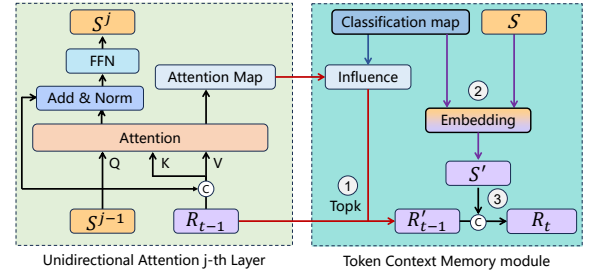 S^j
FFN
Add & Norm
Attention Map
Attention
Q
K
V
C
S^{j-1}
R_{t-1}
Unidirectional Attention j-th Layer
Classification map
S
Influence
2
Embedding
S'
1
Topk
3
R'_{t-1}
C
R_t
Token Context Memory module